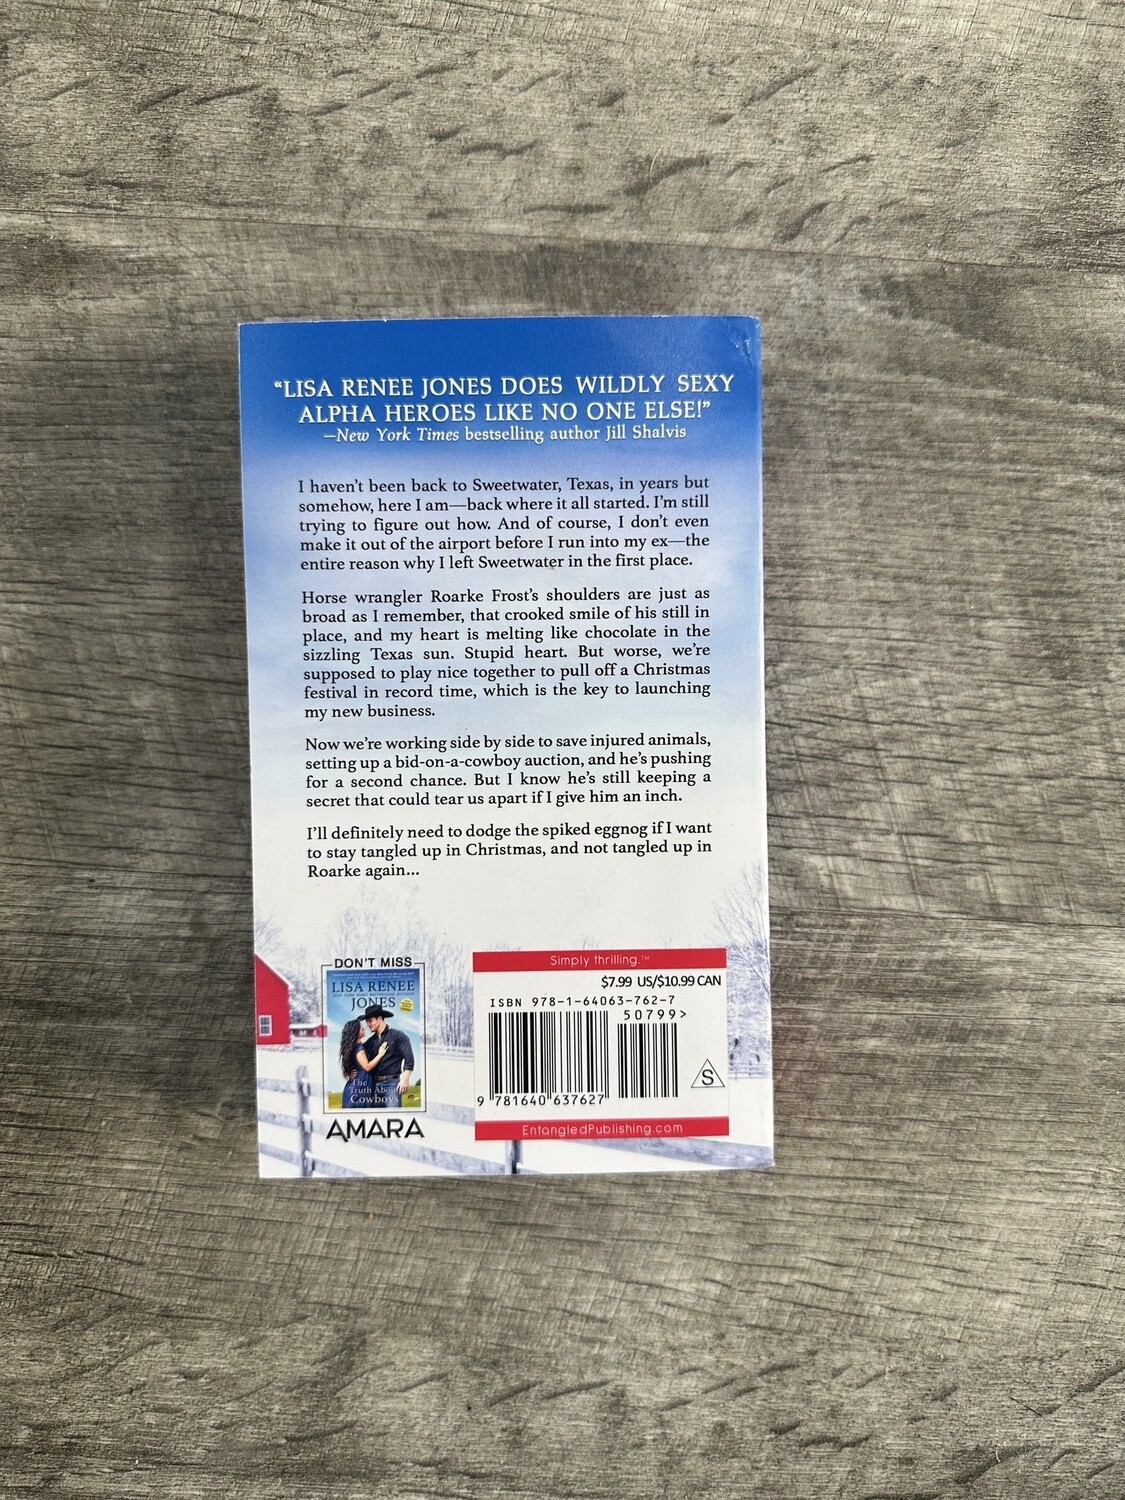 “LISA RENEE JONES DOES WILDLY SEXY
ALPHA HEROES LIKE NO ONE ELSE!”
—New York Times bestselling author Jill Shalvis
I haven’t been back to Sweetwater, Texas, in years but
somehow, here I am—back where it all started. I’m still
trying to figure out how. And of course, I don’t even
make it out of the airport before I run into my ex—the
entire reason why I left Sweetwater in the first place.
Horse wrangler Roarke Frost’s shoulders are just as
broad as I remember, that crooked smile of his still in
place, and my heart is melting like chocolate in the
sizzling Texas sun. Stupid heart. But worse, we’re
supposed to play nice together to pull off a Christmas
festival in record time, which is the key to launching
my new business.
Now we’re working side by side to save injured animals,
setting up a bid-on-a-cowboy auction, and he’s pushing
for a second chance. But I know he’s still keeping a
secret that could tear us apart if I give him an inch.
I’ll definitely need to dodge the spiked eggnog if I want
to stay tangled up in Christmas, and not tangled up in
Roarke again...
DON’T MISS
LISA RENEE
JONES
The
Truth About
Cowboys
AMARA
Simply thrilling.™
$7.99 US/$10.99 CAN
ISBN 978-1-64063-762-7
50799>
S
9 781640 637627
EntangledPublishing.com